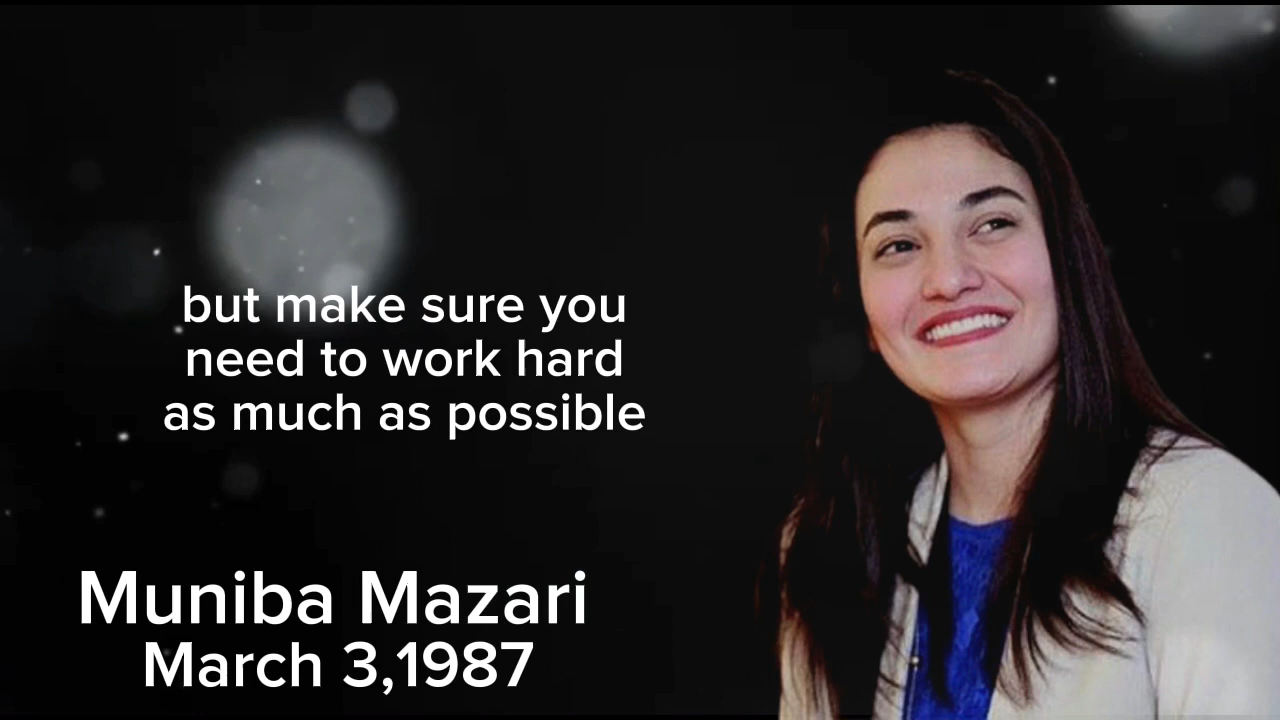 but make sure you
need to work hard
as much as possible
Muniba Mazari
March 3,1987